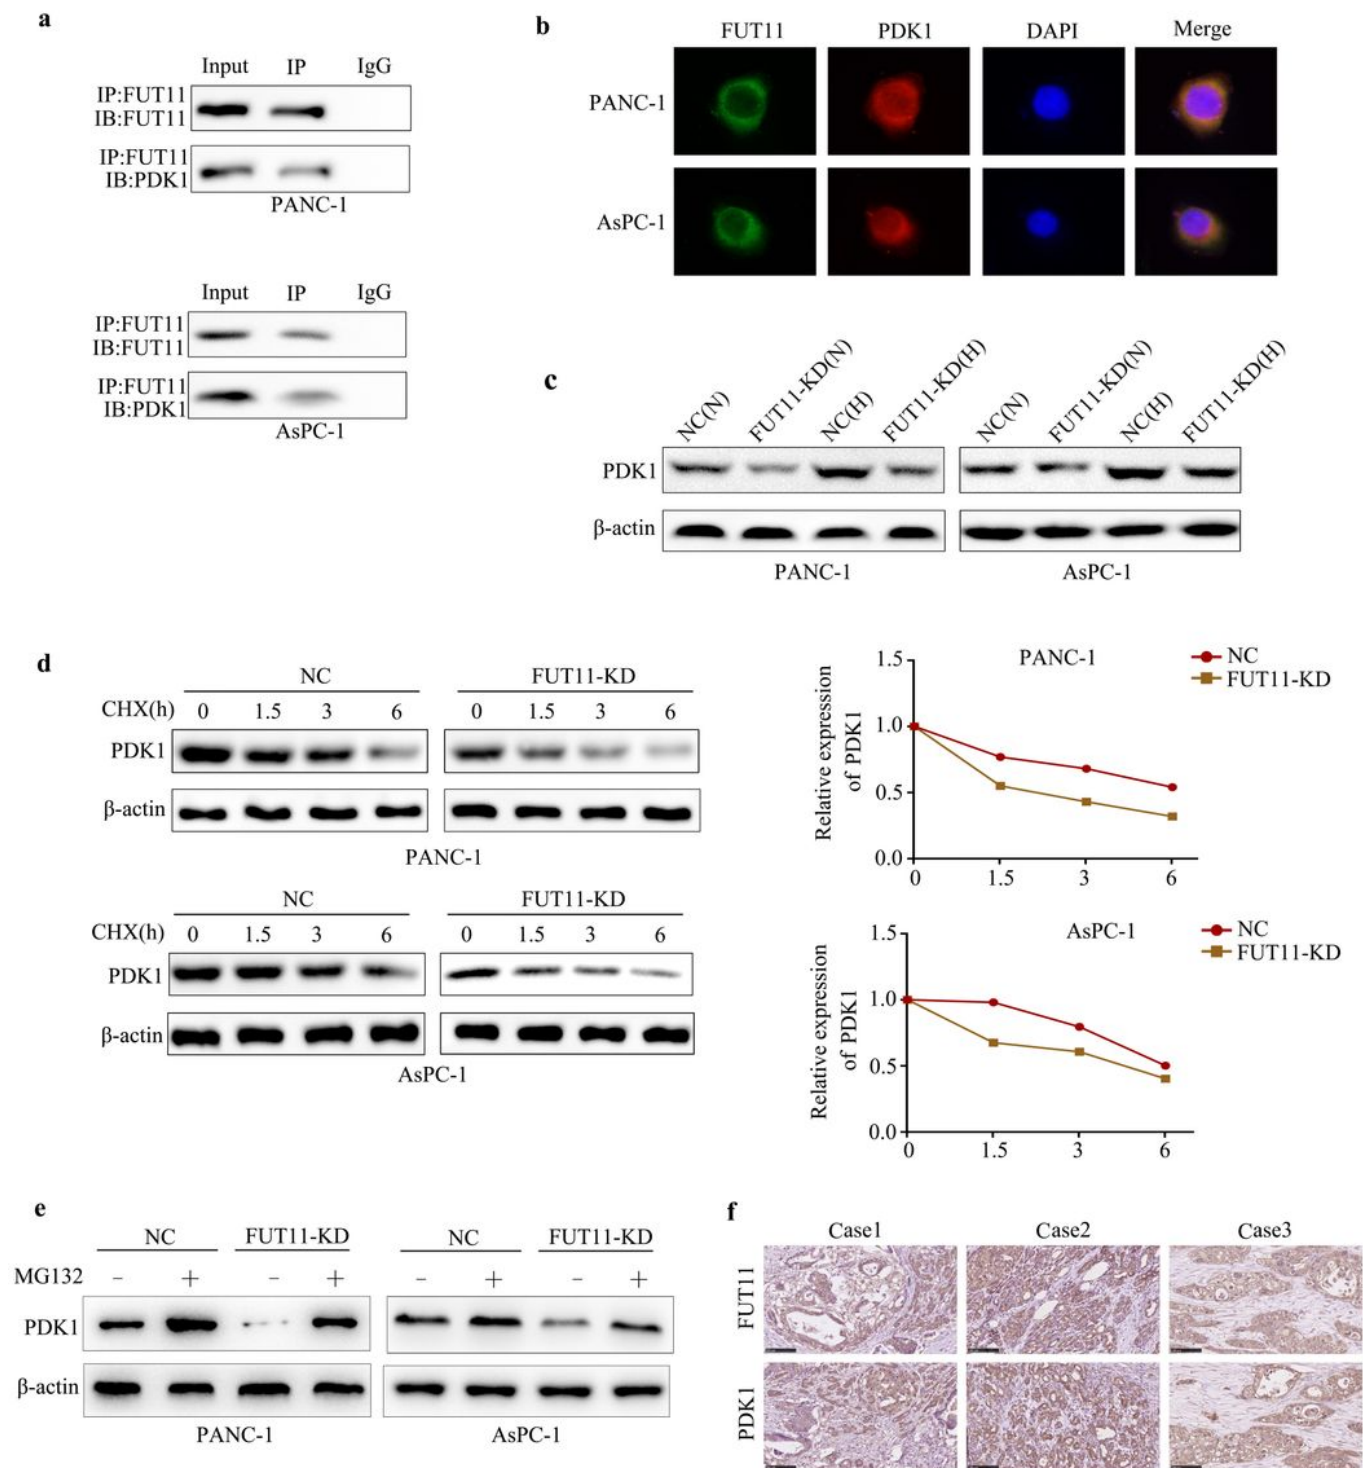 a
Input IP IgG
IP:FUT11
IB:FUT11
IP:FUT11
IB:PDK1
PANC-1
Input IP IgG
IP:FUT11
IB:FUT11
IP:FUT11
IB:PDK1
AsPC-1
b
FUT11 PDK1 DAPI Merge
PANC-1
AsPC-1
c
NC(N) FUT11-KD(N) NC(H) FUT11-KD(H) NC(N) FUT11-KD(N) NC(H) FUT11-KD(H)
PDK1
β-actin
PANC-1 AsPC-1
d
NC FUT11-KD
CHX(h) 0 1.5 3 6 0 1.5 3 6
PDK1
β-actin
PANC-1
NC FUT11-KD
CHX(h) 0 1.5 3 6 0 1.5 3 6
PDK1
β-actin
AsPC-1
PANC-1
NC
FUT11-KD
Relative expression
of PDK1
1.5
1.0
0.5
0.0
0 1.5 3 6
AsPC-1
NC
FUT11-KD
Relative expression
of PDK1
1.5
1.0
0.5
0.0
0 1.5 3 6
e
NC FUT11-KD NC FUT11-KD
MG132 - + - + - + - +
PDK1
β-actin
PANC-1 AsPC-1
f
Case1 Case2 Case3
FUT11
PDK1